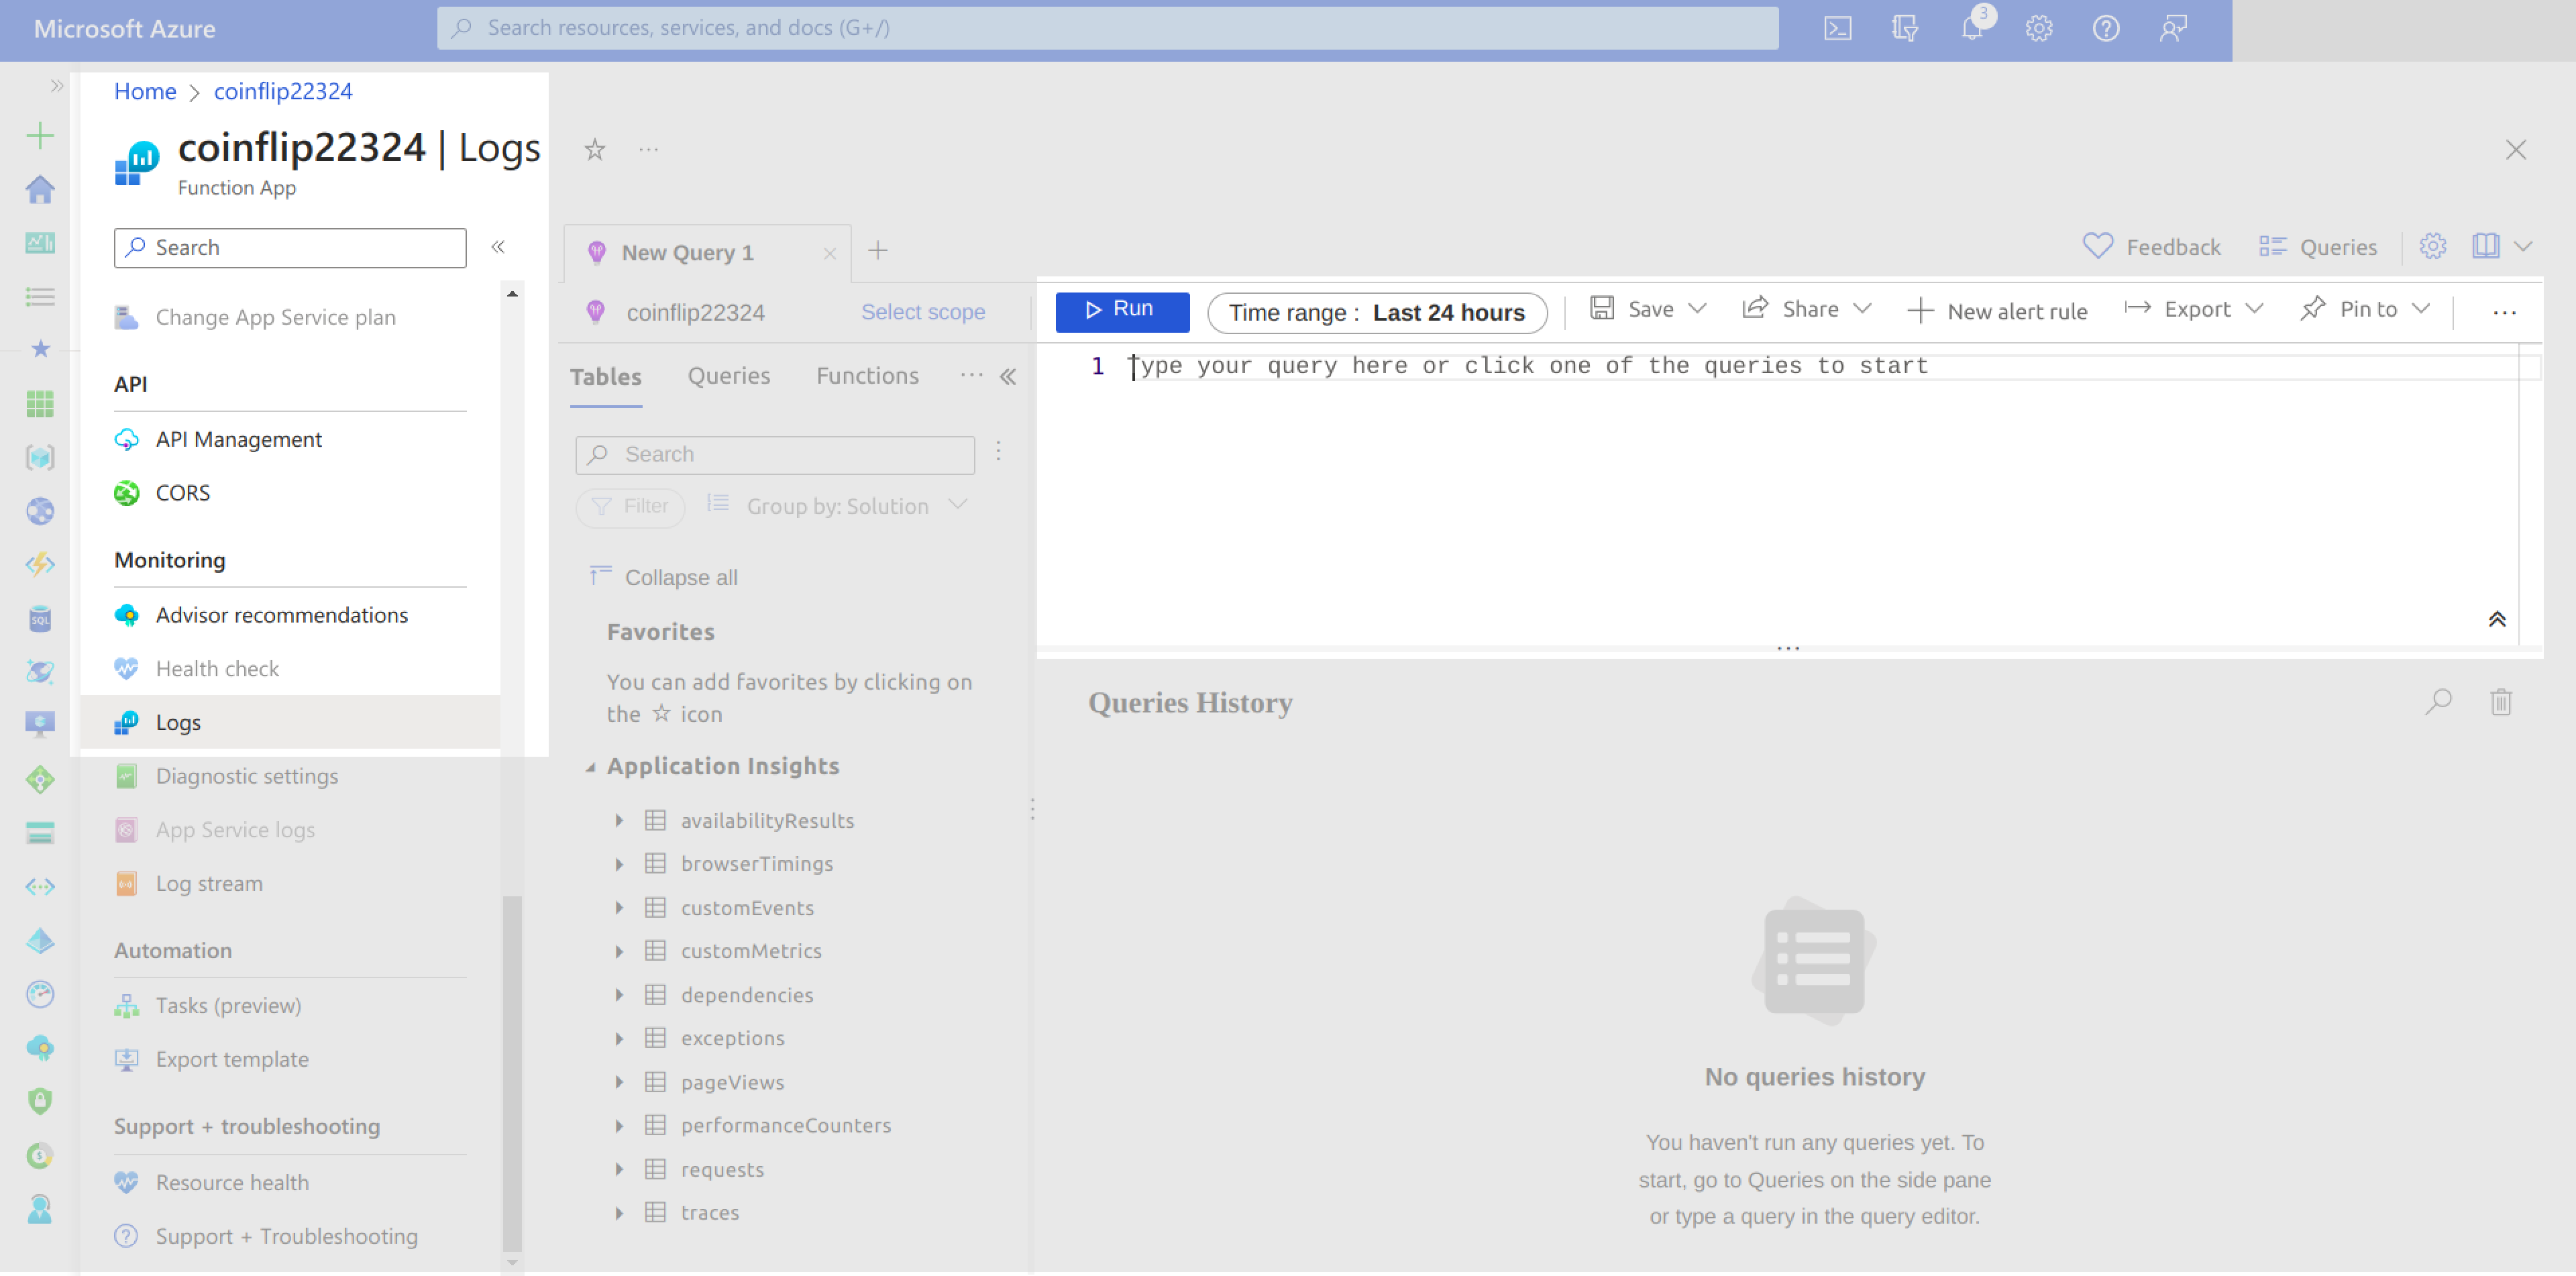 Microsoft Azure
Search resources, services, and docs (G+/)
3
Home > coinflip22324
coinflip22324 | Logs
Function App
Search
Change App Service plan
API
API Management
CORS
Monitoring
Advisor recommendations
Health check
Logs
Diagnostic settings
App Service logs
Log stream
Automation
Tasks (preview)
Export template
Support + troubleshooting
Resource health
Support + Troubleshooting
SQL
New Query 1
Feedback
Queries
coinflip22324
Select scope
Run
Time range : Last 24 hours
Save
Share
New alert rule
Export
Pin to
Tables
Queries
Functions
Search
Filter
Group by: Solution
Collapse all
Favorites
You can add favorites by clicking on
the ☆ icon
Application Insights
availabilityResults
browserTimings
customEvents
customMetrics
dependencies
exceptions
pageViews
performanceCounters
requests
traces
1 Type your query here or click one of the queries to start
Queries History
No queries history
You haven't run any queries yet. To
start, go to Queries on the side pane
or type a query in the query editor.